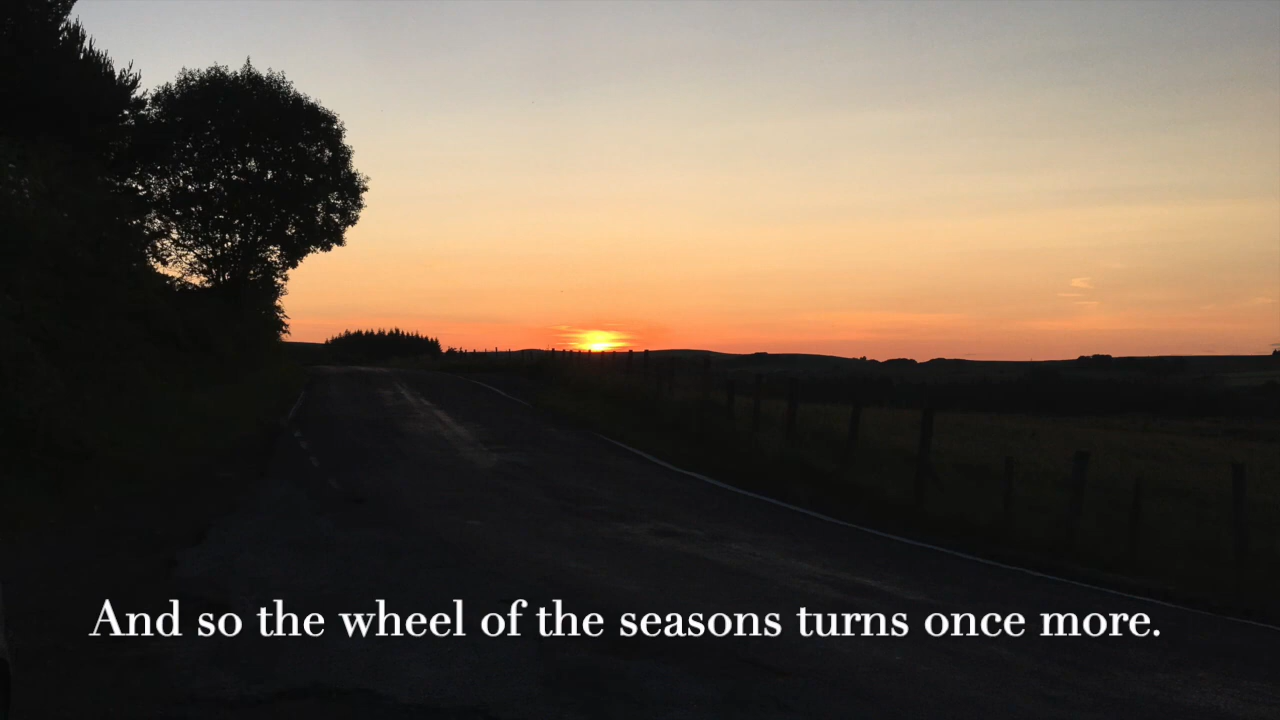 And so the wheel of the seasons turns once more.